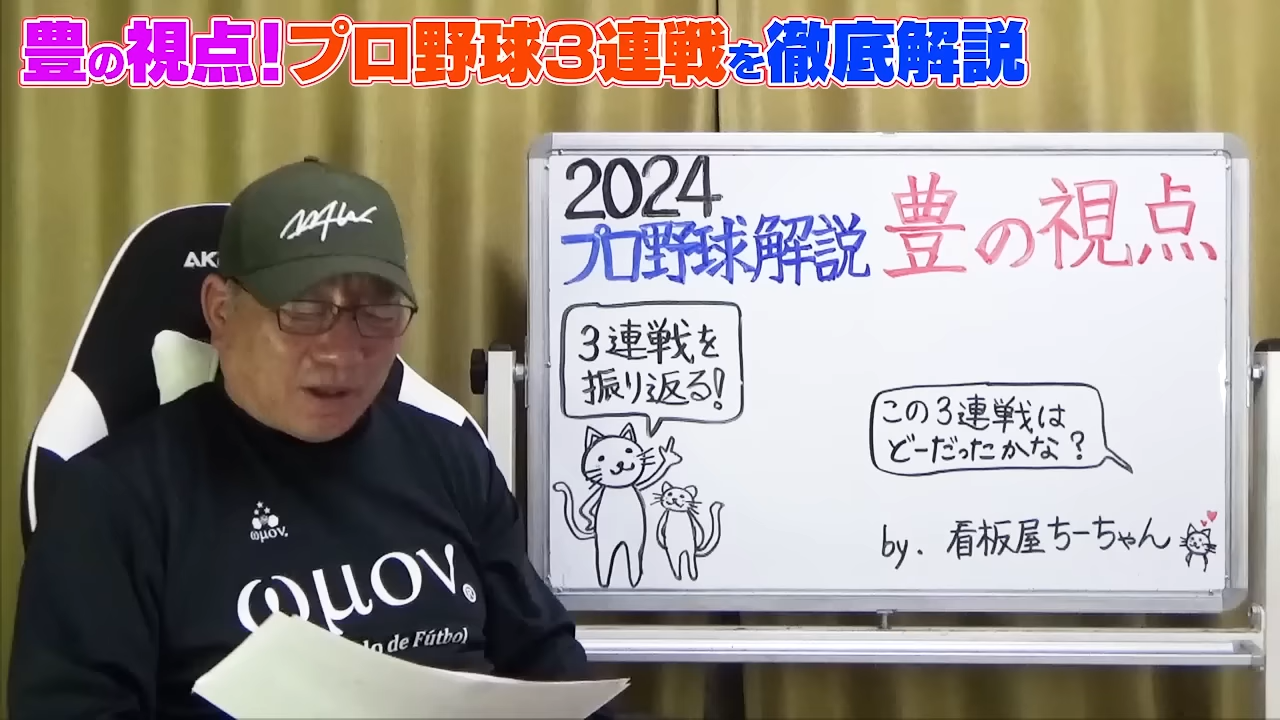 豊の視点!プロ野球3連戦を徹底解説
2024
プロ野球解説
豊の視点
3連戦を
振り返る!
この3連戦は
どーだったかな?
by. 看板屋ちーちゃん
ωμον.
ωμον.®
de Fútbol)